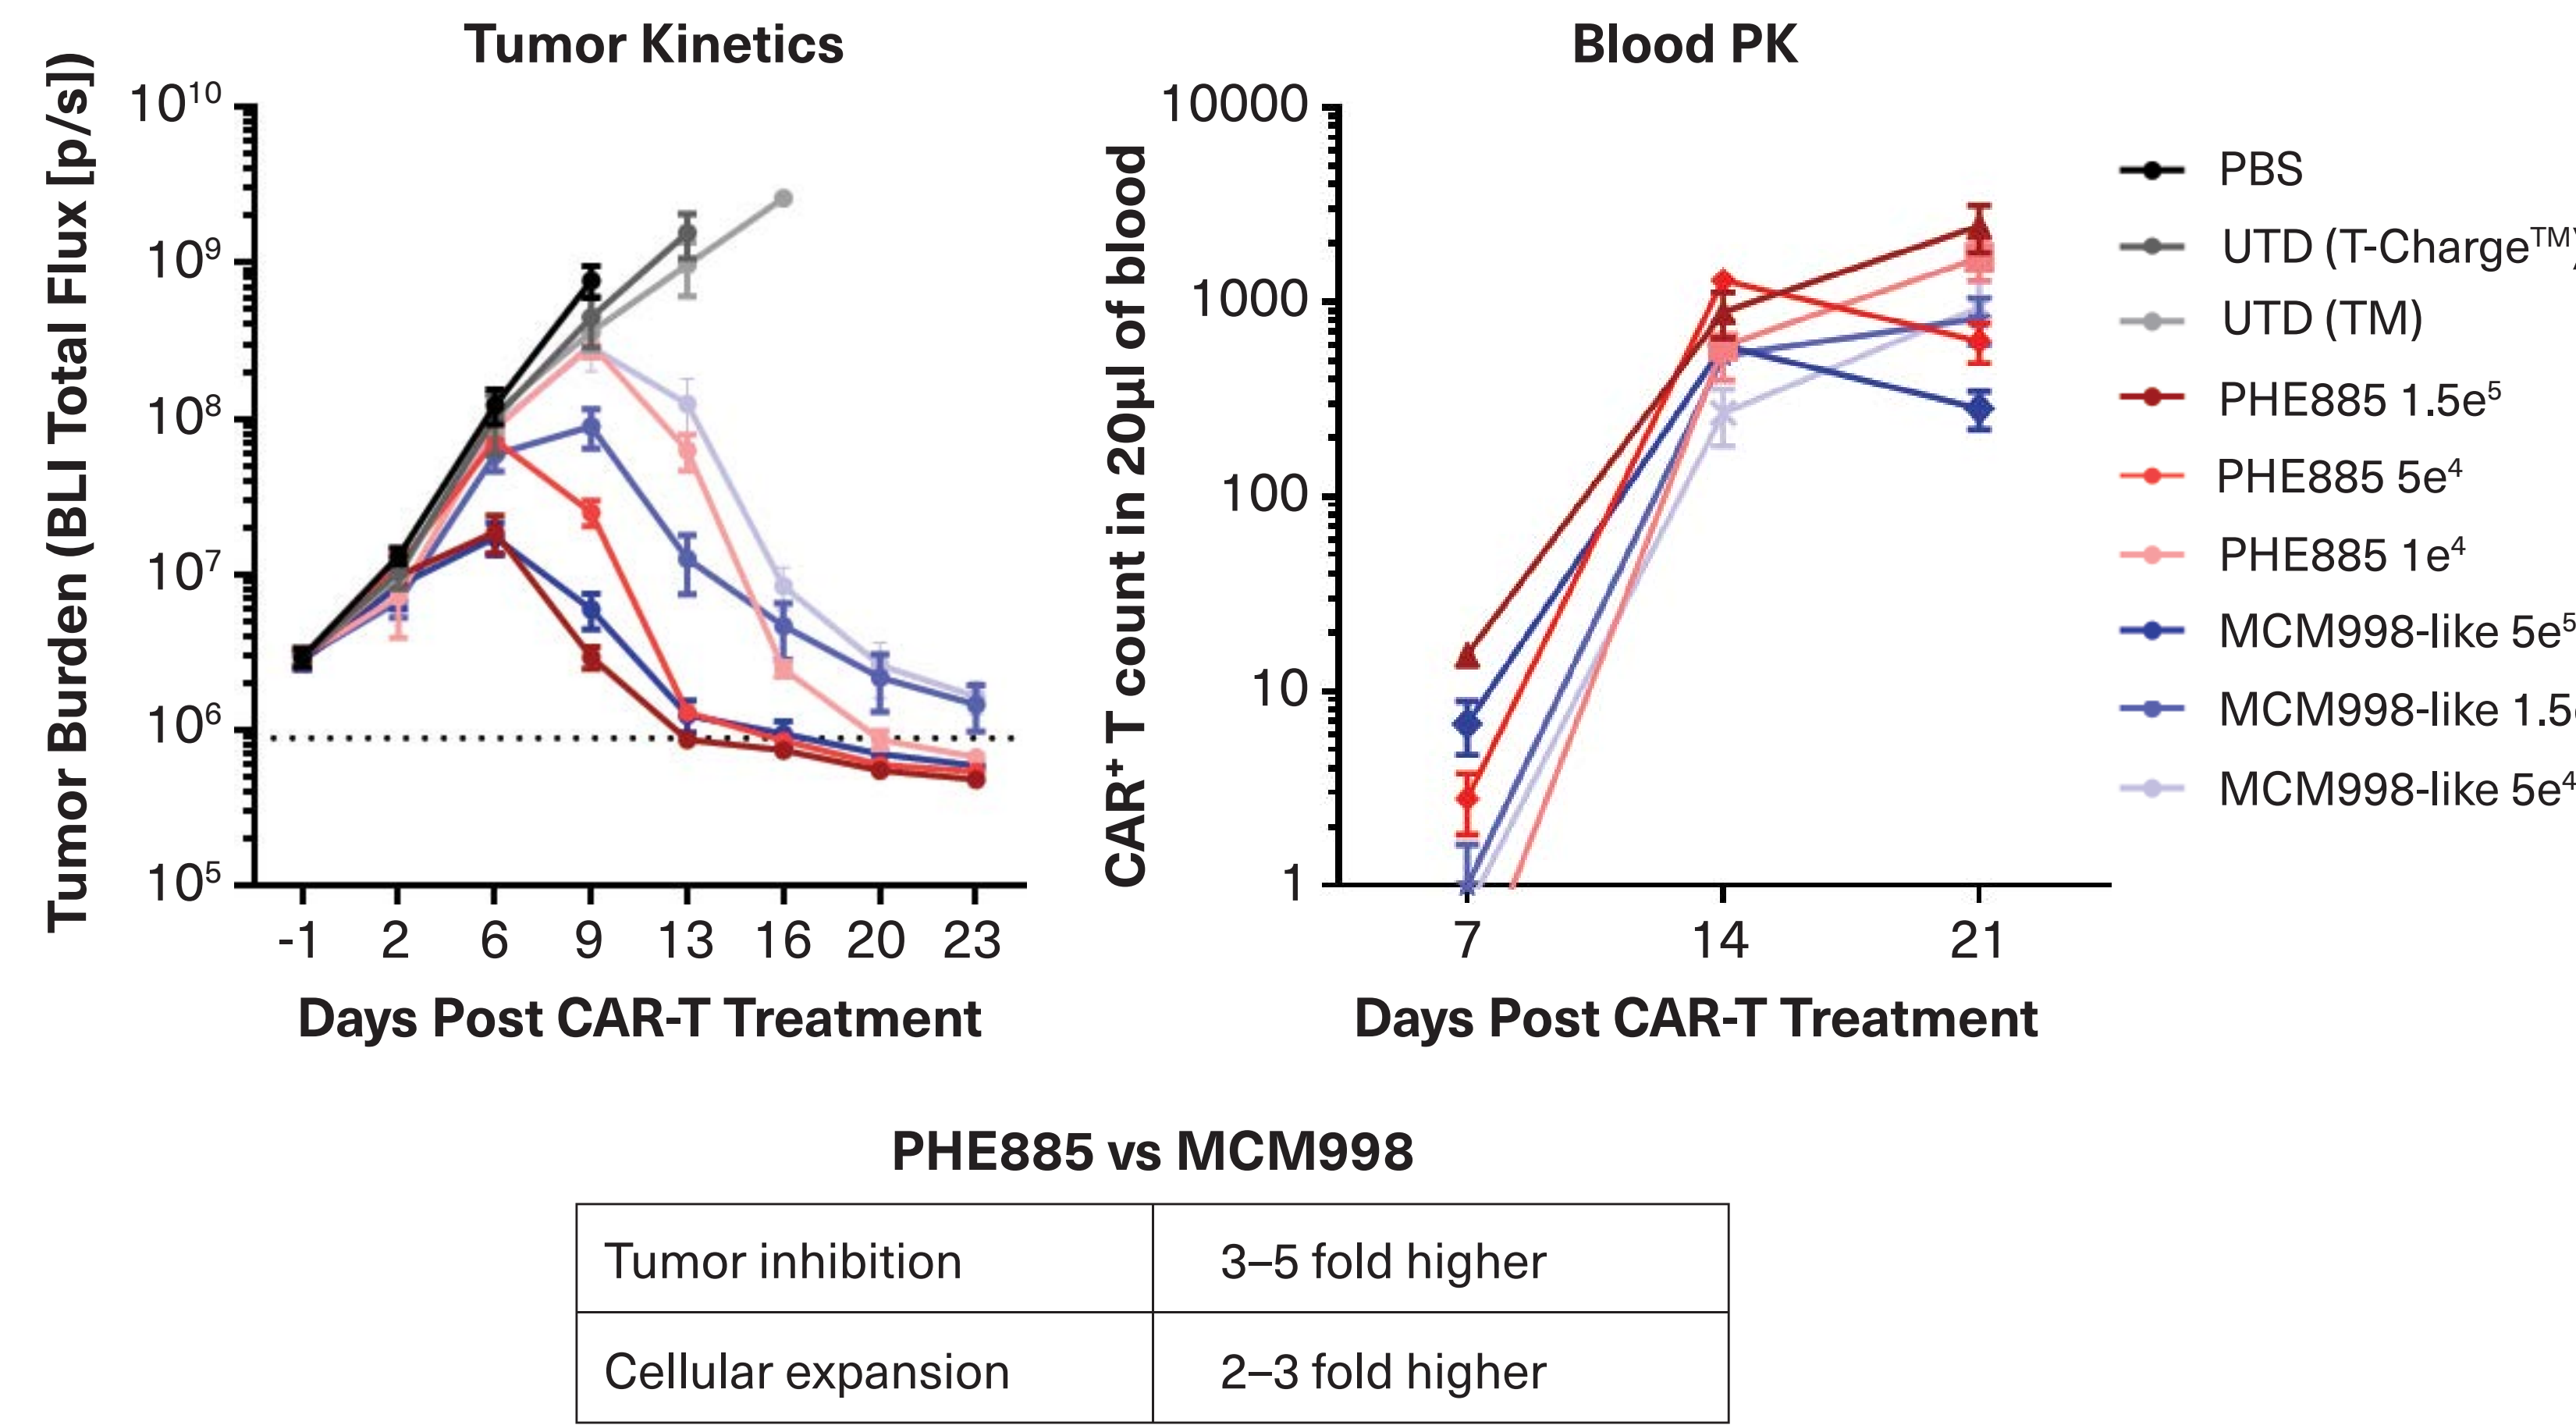 Tumor Kinetics
Tumor Burden (BLI Total Flux [p/s])
10¹⁰
10⁹
10⁸
10⁷
10⁶
10⁵
-1 2 6 9 13 16 20 23
Days Post CAR-T Treatment
Blood PK
CAR⁺ T count in 20µl of blood
10000
1000
100
10
1
7 14 21
Days Post CAR-T Treatment
PBS
UTD (T-Charge™)
UTD (TM)
PHE885 1.5e⁵
PHE885 5e⁴
PHE885 1e⁴
MCM998-like 5e⁵
MCM998-like 1.5
MCM998-like 5e⁴
PHE885 vs MCM998
Tumor inhibition 3–5 fold higher
Cellular expansion 2–3 fold higher